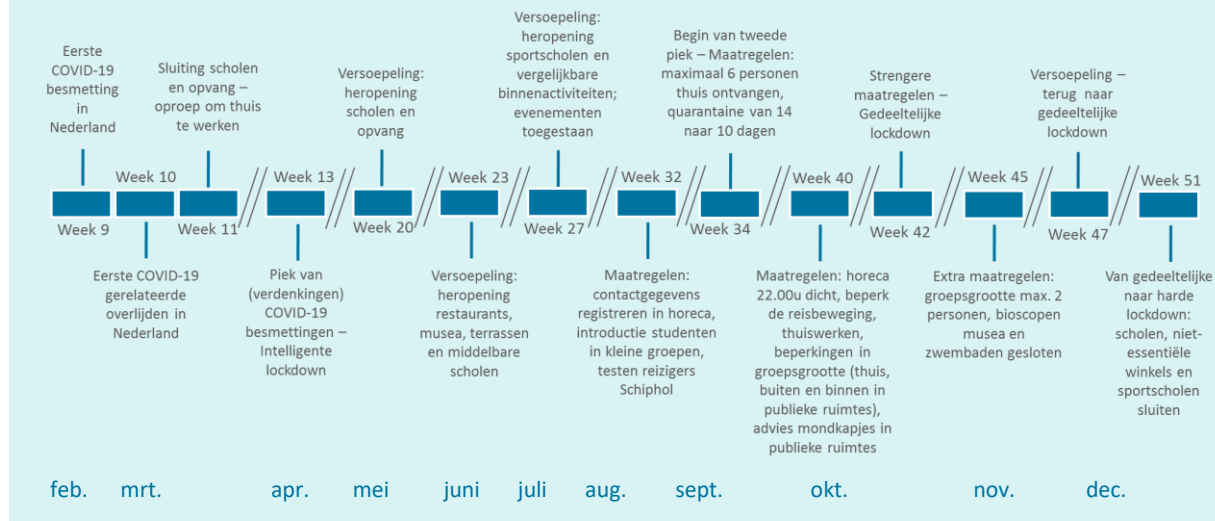 Eerste
COVID-19
besmetting
in
Nederland
Week 9
Week 10
Eerste COVID-19
gerelateerde
overlijden in
Nederland
Sluiting scholen
en opvang –
oproep om thuis
te werken
Week 11
Week 13
Piek van
(verdenkingen)
COVID-19
besmettingen –
Intelligente
lockdown
Versoepeling:
heropening
scholen en
opvang
Week 20
Week 23
Versoepeling:
heropening
restaurants,
musea, terrassen
en middelbare
scholen
Versoepeling:
heropening
sportscholen en
vergelijkbare
binnenactiviteiten;
evenementen
toegestaan
Week 27
Week 32
Maatregelen:
contactgegevens
registreren in horeca,
introductie studenten
in kleine groepen,
testen reizigers
Schiphol
Begin van tweede
piek – Maatregelen:
maximaal 6 personen
thuis ontvangen,
quarantaine van 14
naar 10 dagen
Week 34
Week 40
Maatregelen: horeca
22.00u dicht, beperk
de reisbeweging,
thuiswerken,
beperkingen in
groepsgrootte (thuis,
buiten en binnen in
publieke ruimtes),
advies mondkapjes in
publieke ruimtes
Strengere
maatregelen –
Gedeeltelijke
lockdown
Week 42
Week 45
Extra maatregelen:
groepsgrootte max. 2
personen, bioscopen
musea en
zwembaden gesloten
Versoepeling –
terug naar
gedeeltelijke
lockdown
Week 47
Week 51
Van gedeeltelijke
naar harde
lockdown:
scholen, niet-
essentiële
winkels en
sportscholen
sluiten
feb. mrt. apr. mei juni juli aug. sept. okt. nov. dec.